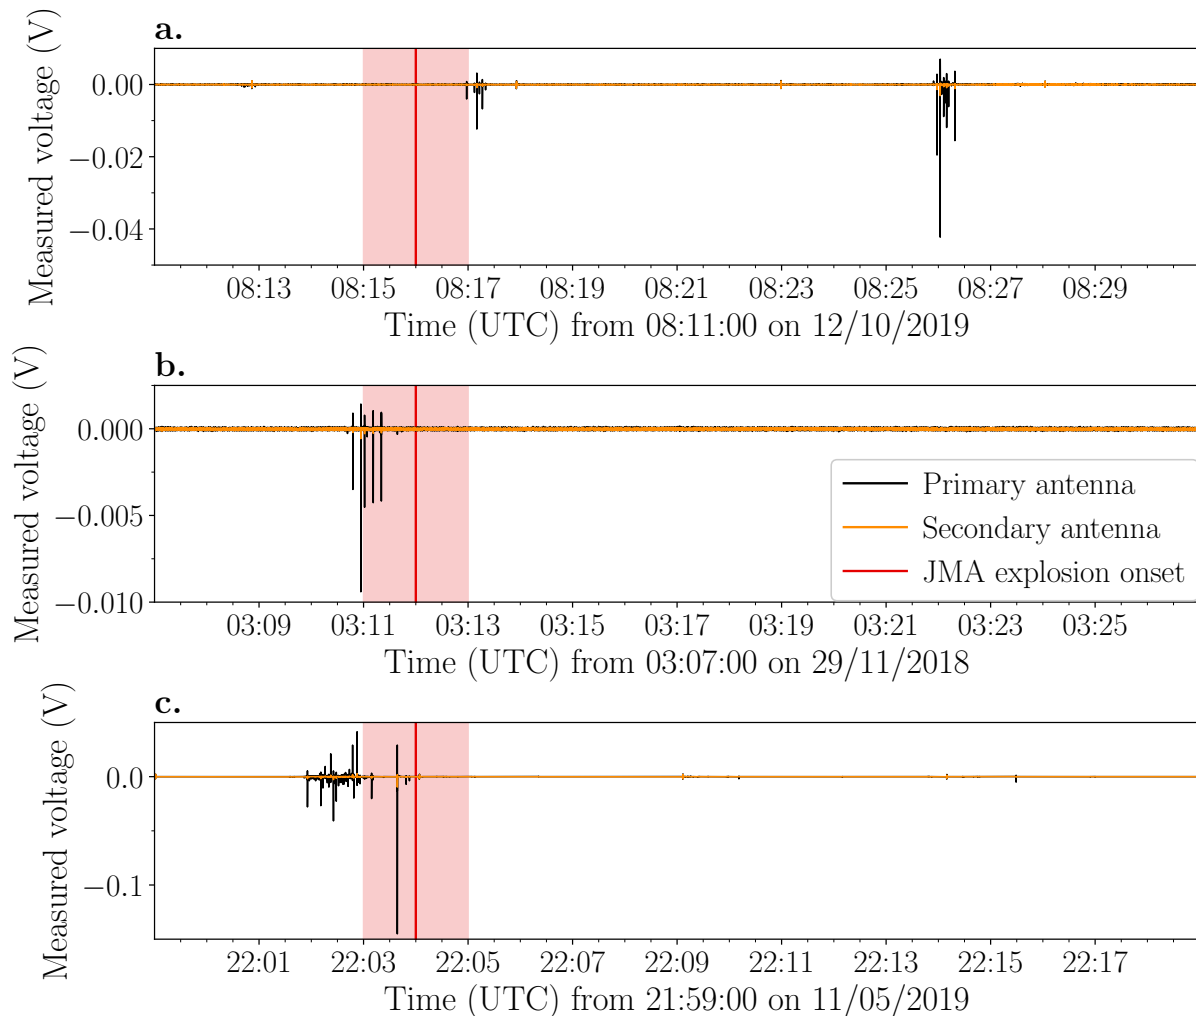 a.
Measured voltage (V)
0.00
−0.02
−0.04
08:13 08:15 08:17 08:19 08:21 08:23 08:25 08:27 08:29
Time (UTC) from 08:11:00 on 12/10/2019
b.
Measured voltage (V)
0.000
−0.005
−0.010
Primary antenna
Secondary antenna
JMA explosion onset
03:09 03:11 03:13 03:15 03:17 03:19 03:21 03:23 03:25
Time (UTC) from 03:07:00 on 29/11/2018
c.
Measured voltage (V)
0.0
−0.1
22:01 22:03 22:05 22:07 22:09 22:11 22:13 22:15 22:17
Time (UTC) from 21:59:00 on 11/05/2019